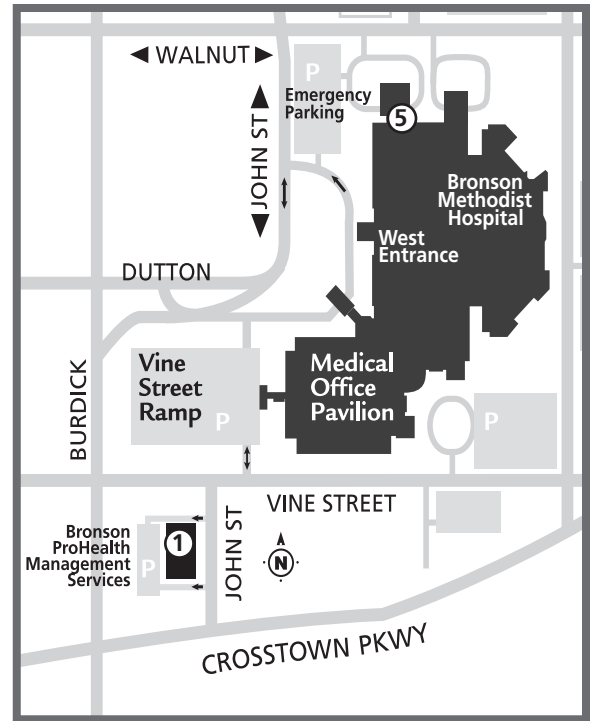 WALNUT
P
Emergency
Parking
5
JOHN ST
Bronson
Methodist
Hospital
West
Entrance
DUTTON
BURDICK
Vine
Street
Ramp
P
Medical
Office
Pavilion
P
VINE STREET
Bronson
ProHealth
Management
Services
P
1
JOHN ST
N
CROSSTOWN PKWY